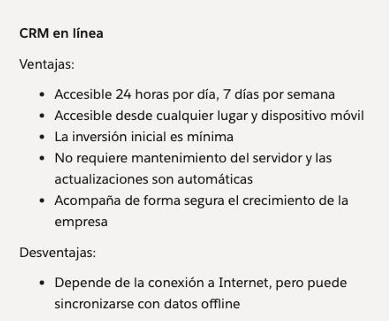 CRM en línea
Ventajas:
• Accesible 24 horas por día, 7 días por semana
• Accesible desde cualquier lugar y dispositivo móvil
• La inversión inicial es mínima
• No requiere mantenimiento del servidor y las
actualizaciones son automáticas
• Acompaña de forma segura el crecimiento de la
empresa
Desventajas:
• Depende de la conexión a Internet, pero puede
sincronizarse con datos offline